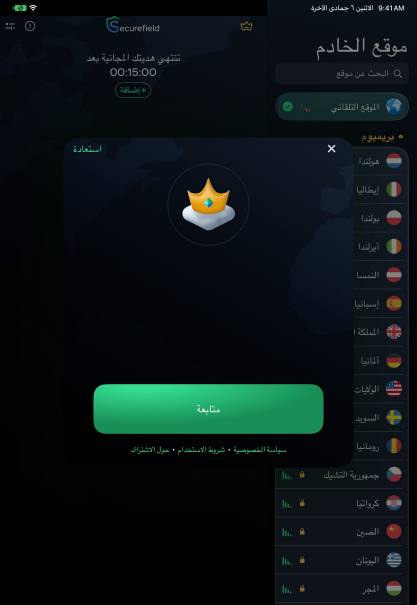 9:41 AM الاثنين ٦ جمادى الآخرة
Securefield
تنتهي هديتك المجانية بعد
00:15:00
+ إضافة
موقع الخادم
البحث عن موقع
الموقع التلقائي
بريميوم
هولندا
إيطاليا
بولندا
أيرلندا
النمسا
إسبانيا
المملكة
ألمانيا
الولايات
السويد
رومانيا
جمهورية التشيك
كرواتيا
الصين
اليونان
المجر
استعادة
متابعة
سياسة الخصوصية • شروط الاستخدام • حول الاشتراك